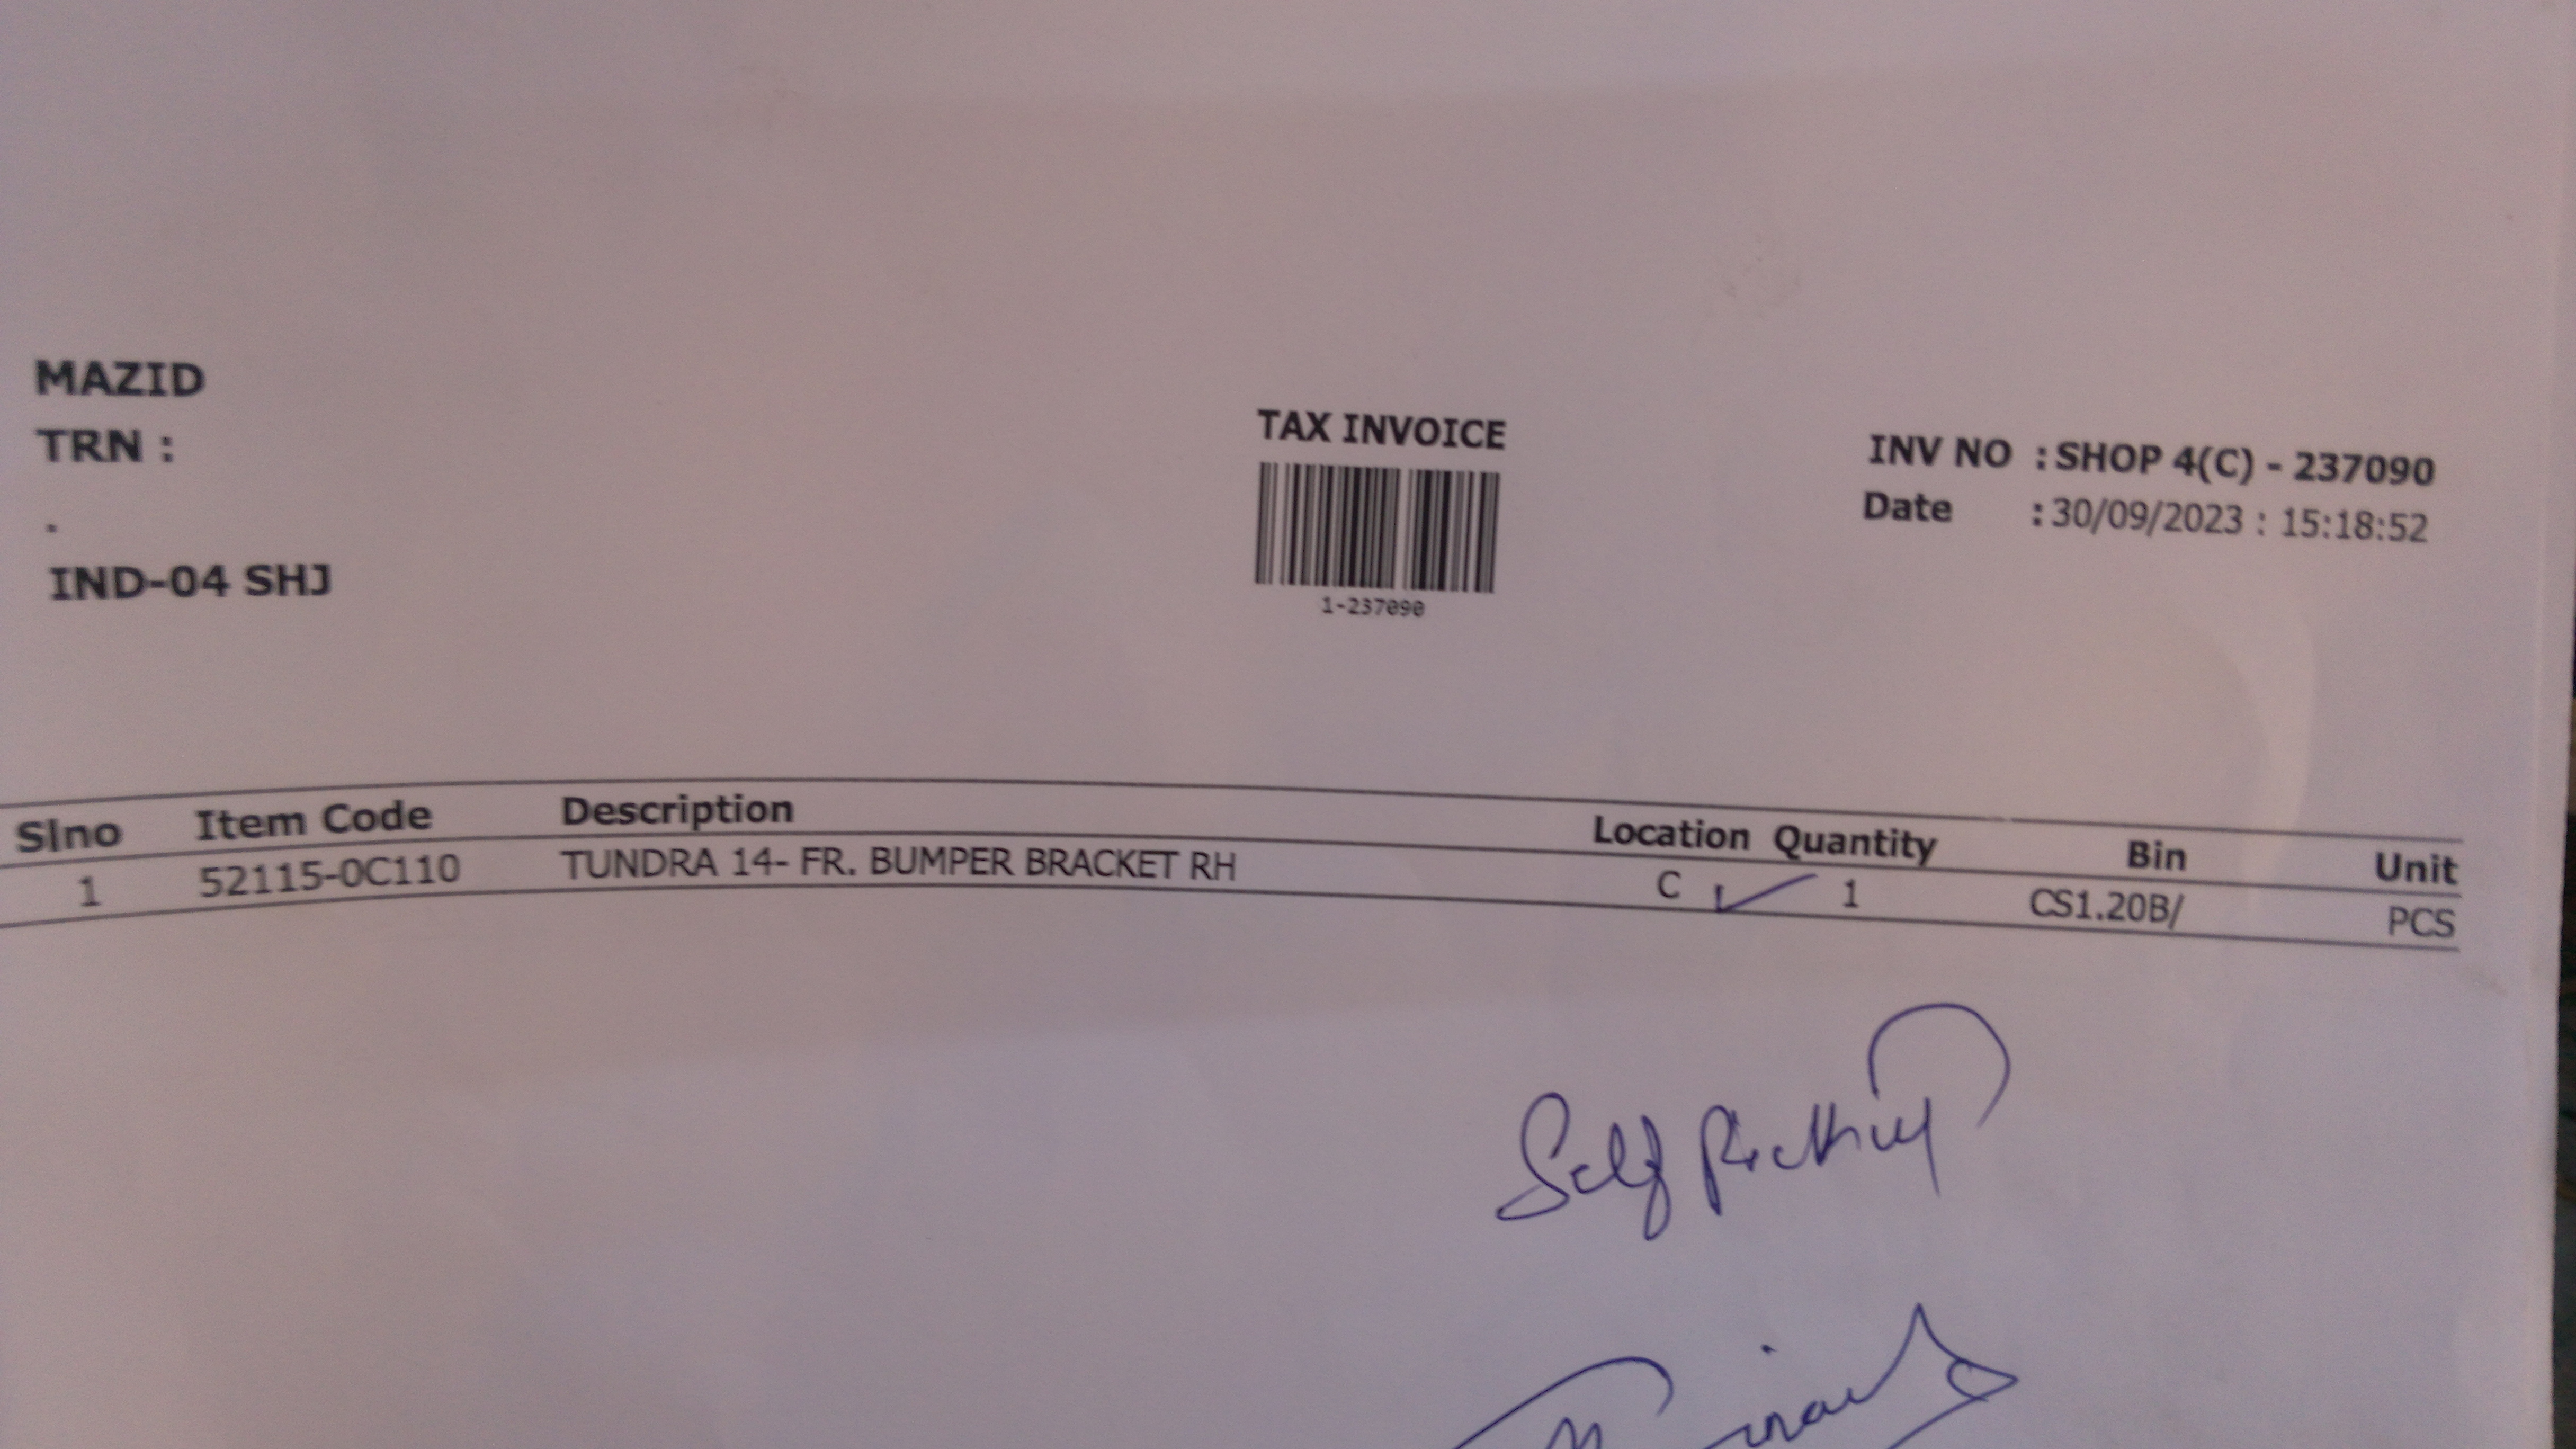 MAZID
TRN :
.
IND-04 SHJ
TAX INVOICE
1-237090
INV NO : SHOP 4(C) - 237090
Date : 30/09/2023 : 15:18:52
Slno Item Code Description Location Quantity Bin Unit
1 52115-0C110 TUNDRA 14- FR. BUMPER BRACKET RH C 1 CS1.20B/ PCS
Self